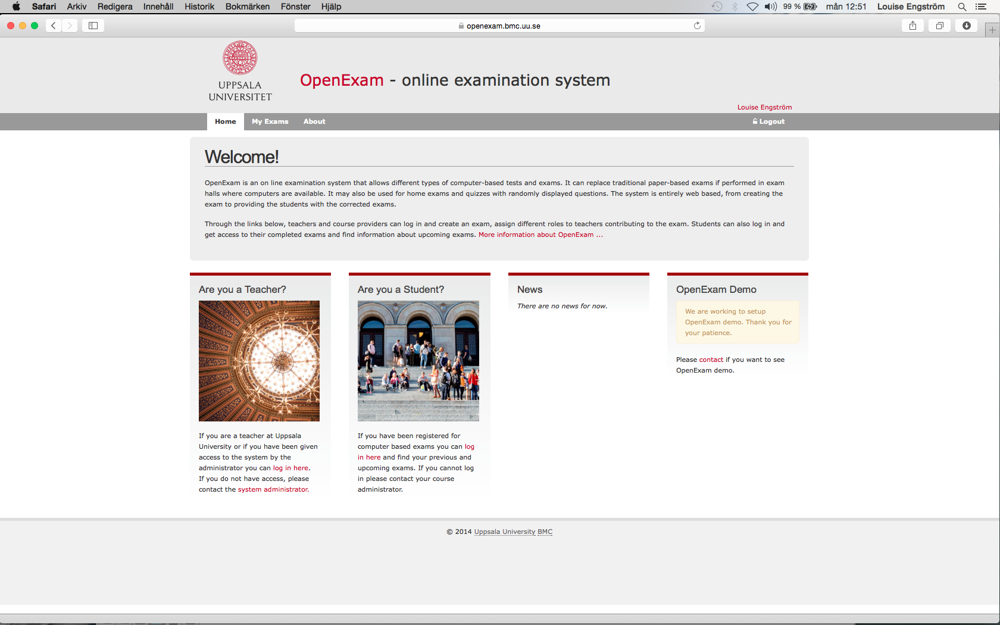 Safari Arkiv Redigera Innehåll Historik Bokmärken Fönster Hjälp 99 % mån 12:51 Louise Engström
openexam.bmc.uu.se
UPPSALA
UNIVERSITET
OpenExam - online examination system
Louise Engström
Home My Exams About Logout
Welcome!
OpenExam is an on line examination system that allows different types of computer-based tests and exams. It can replace traditional paper-based exams if performed in exam
halls where computers are available. It may also be used for home exams and quizzes with randomly displayed questions. The system is entirely web based, from creating the
exam to providing the students with the corrected exams.
Through the links below, teachers and course providers can log in and create an exam, assign different roles to teachers contributing to the exam. Students can also log in and
get access to their completed exams and find information about upcoming exams. More information about OpenExam ...
Are you a Teacher?
If you are a teacher at Uppsala
University or if you have been given
access to the system by the
administrator you can log in here.
If you do not have access, please
contact the system administrator.
Are you a Student?
If you have been registered for
computer based exams you can log
in here and find your previous and
upcoming exams. If you cannot log
in please contact your course
administrator.
News
There are no news for now.
OpenExam Demo
We are working to setup
OpenExam demo. Thank you for
your patience.
Please contact if you want to see
OpenExam demo.
© 2014 Uppsala University BMC